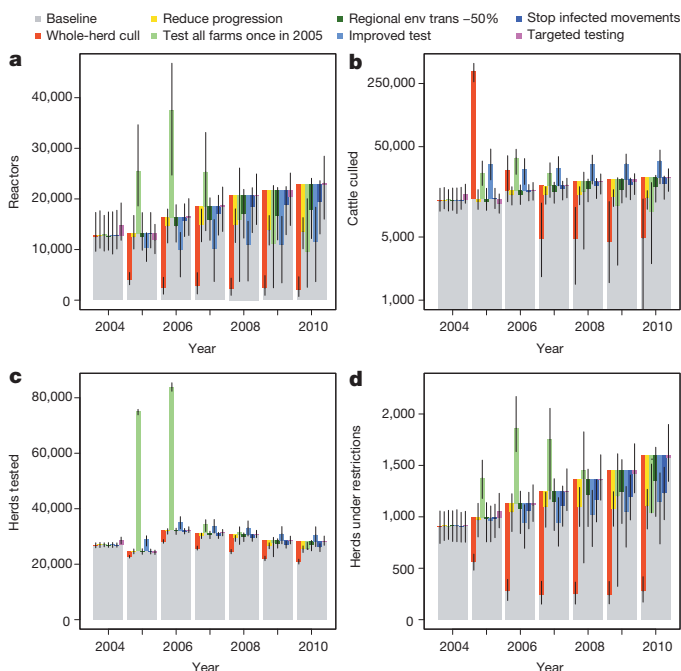 Baseline Reduce progression Regional env trans –50% Stop infected movements
Whole-herd cull Test all farms once in 2005 Improved test Targeted testing
a
Reactors
40,000
30,000
20,000
10,000
0
2004 2006 2008 2010
Year
b
Cattle culled
250,000
50,000
5,000
1,000
2004 2006 2008 2010
Year
c
Herds tested
80,000
60,000
40,000
20,000
0
2004 2006 2008 2010
Year
d
Herds under restrictions
2,000
1,500
1,000
500
0
2004 2006 2008 2010
Year